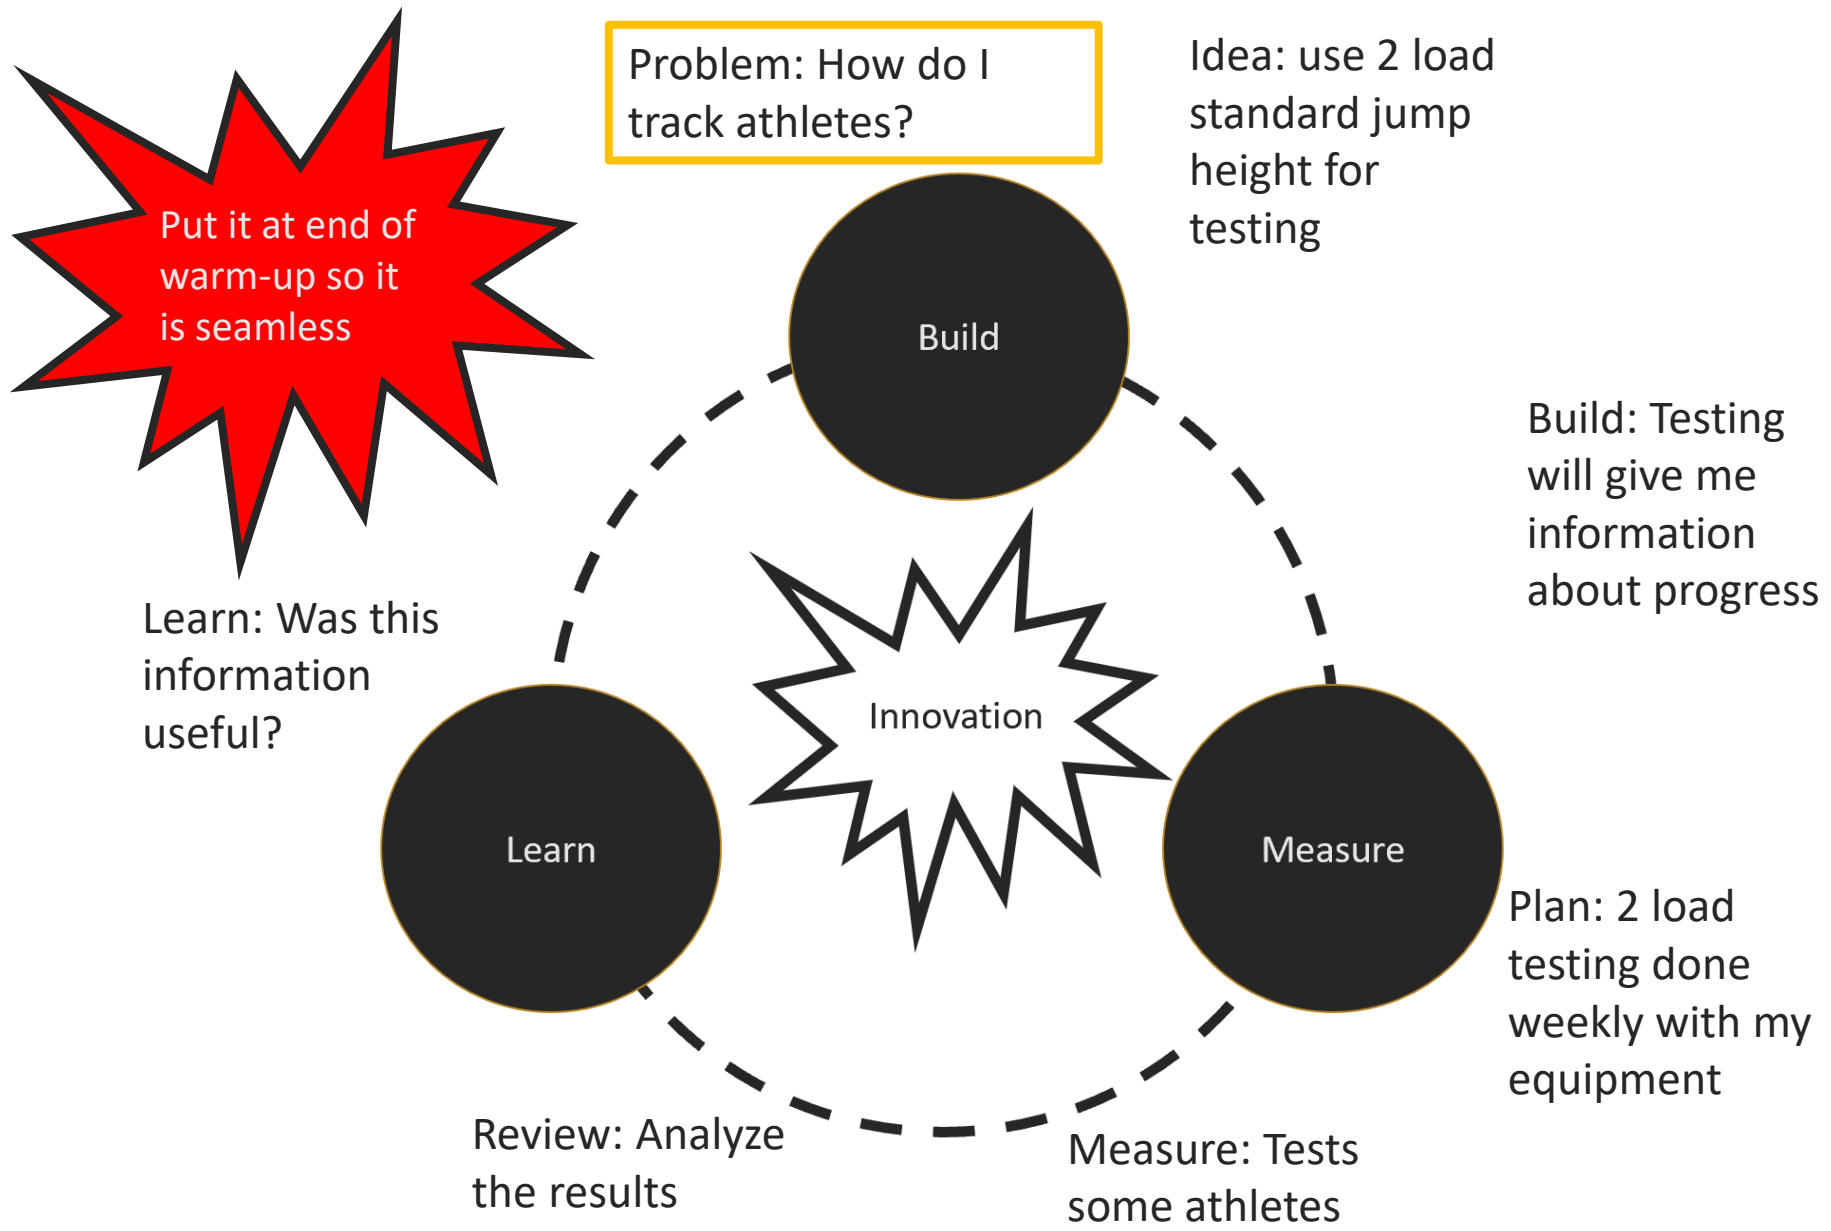 Problem: How do I
track athletes?
Idea: use 2 load
standard jump
height for
testing
Put it at end of
warm-up so it
is seamless
Build
Build: Testing
will give me
information
about progress
Learn: Was this
information
useful?
Innovation
Learn
Measure
Plan: 2 load
testing done
weekly with my
equipment
Review: Analyze
the results
Measure: Tests
some athletes